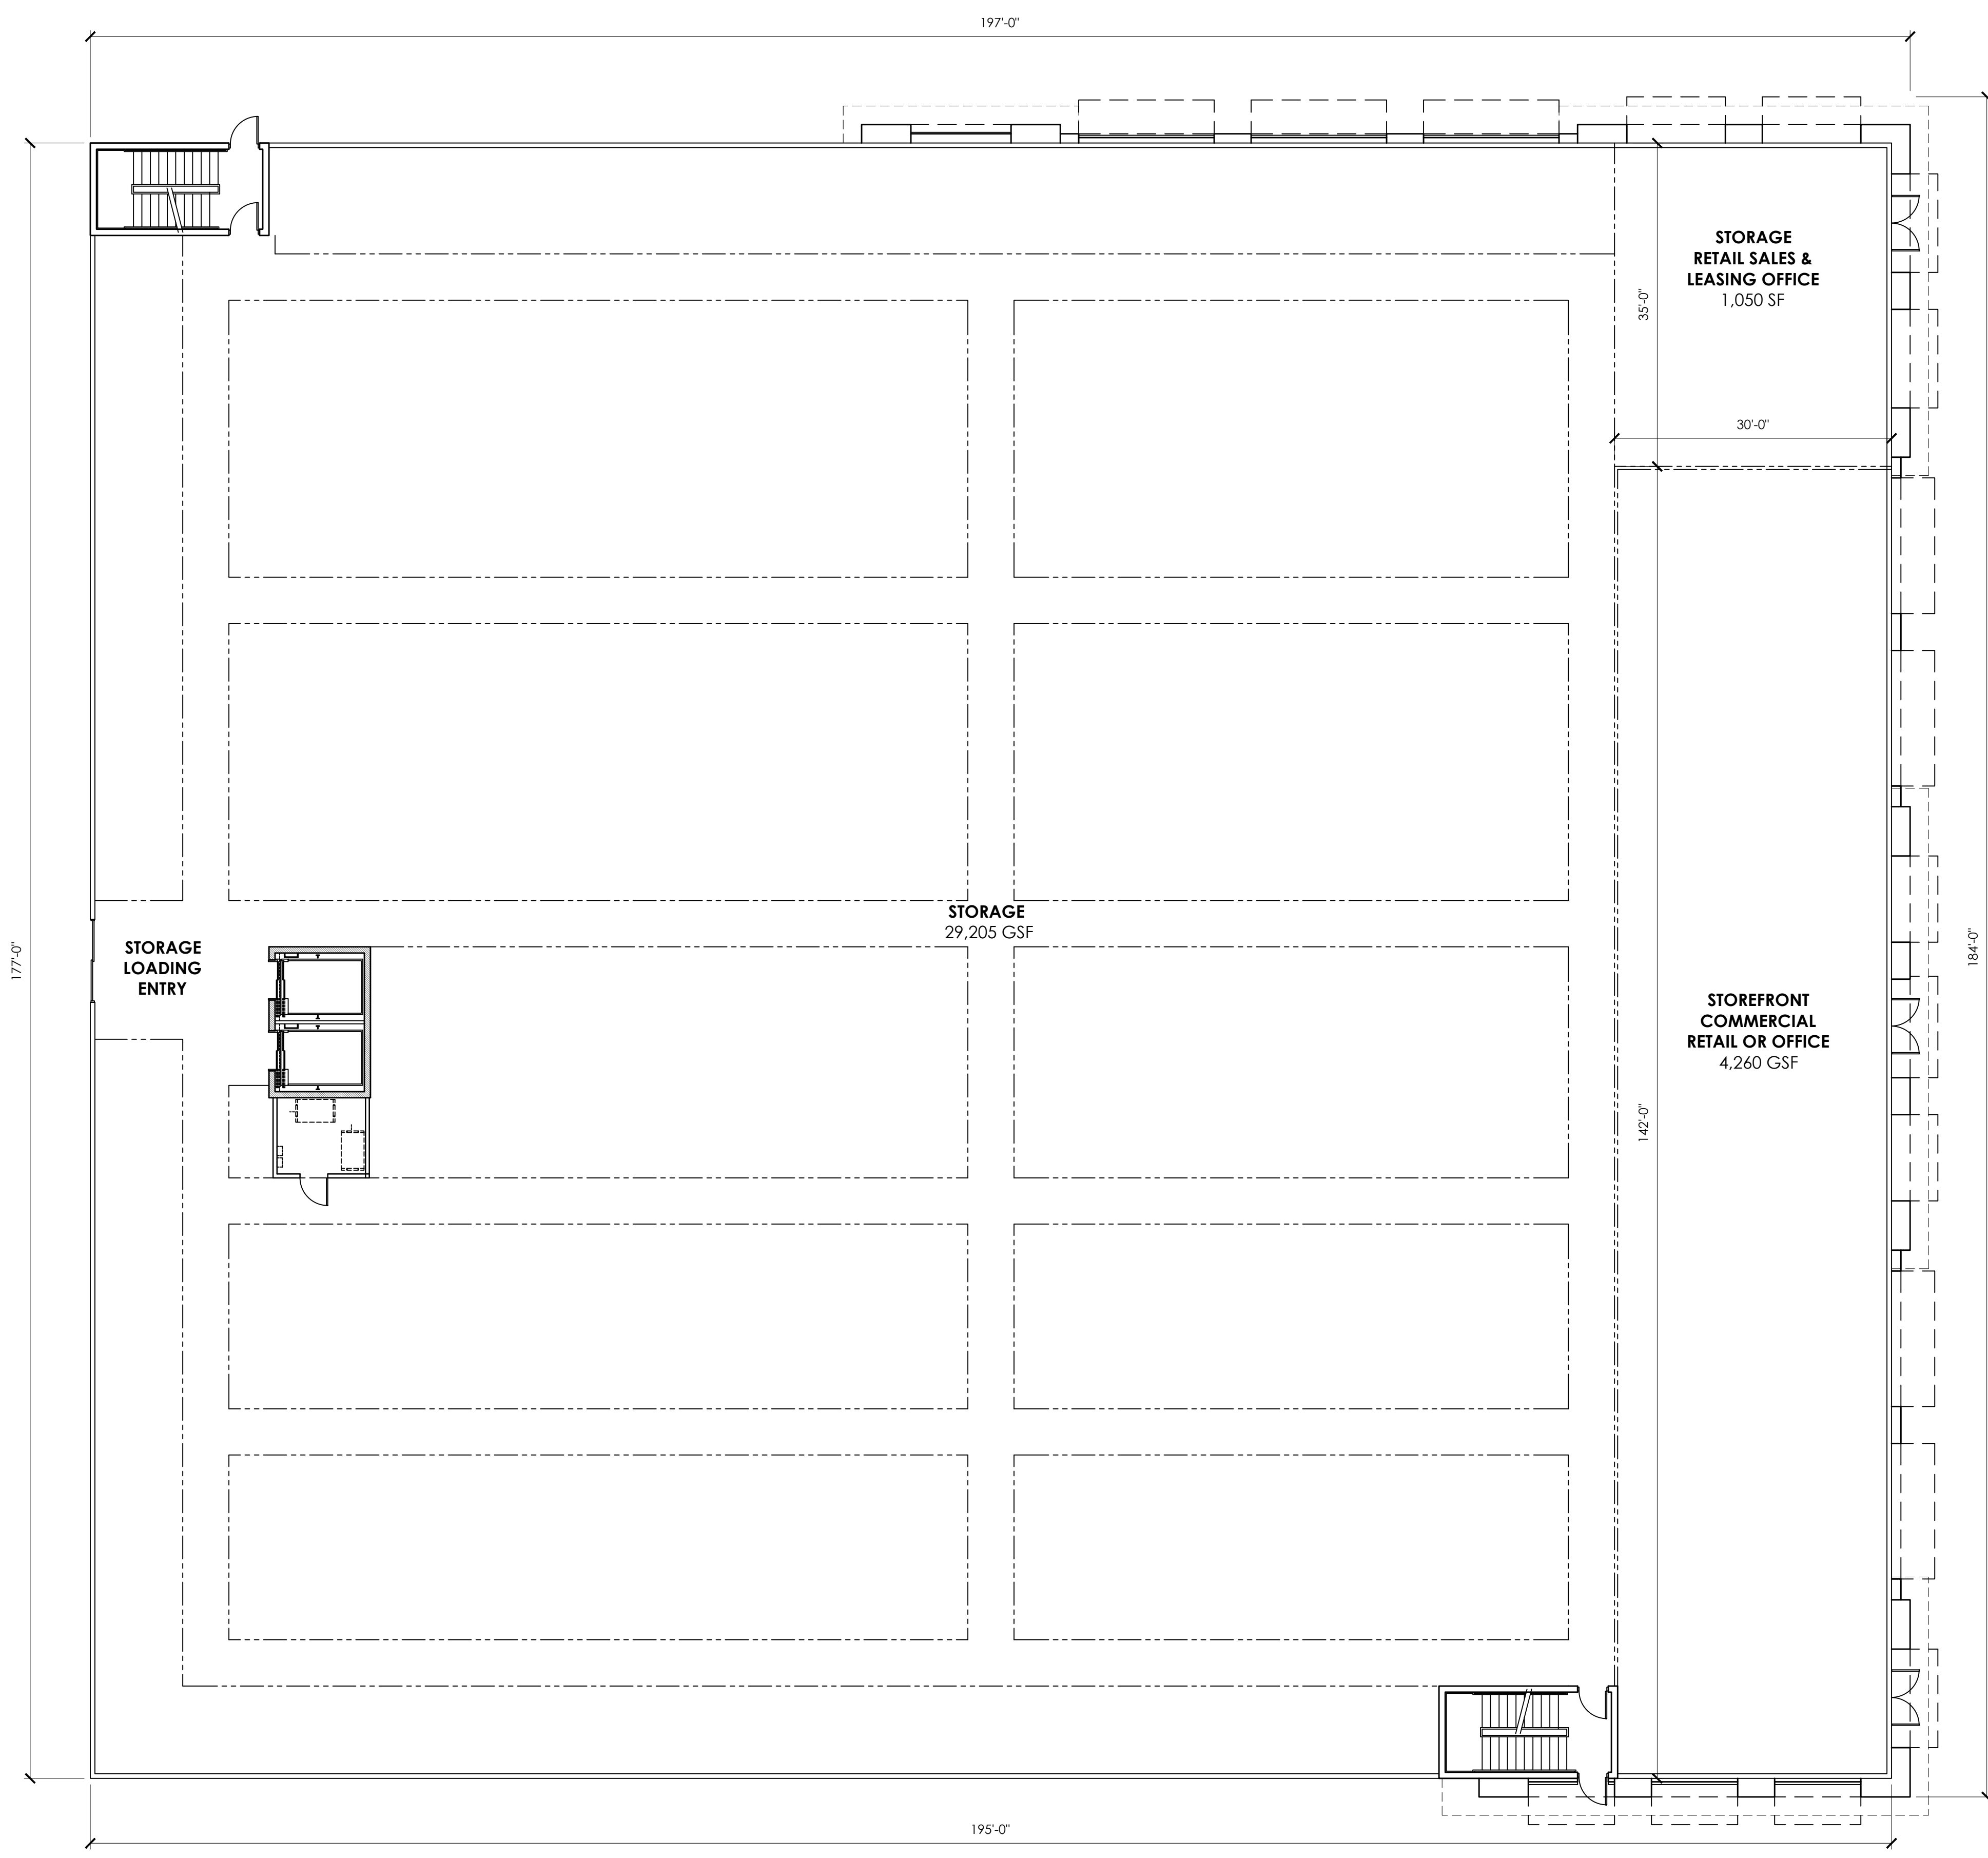 197'-0"
STORAGE
RETAIL SALES &
LEASING OFFICE
1,050 SF
35'-0"
30'-0"
STORAGE
29,205 GSF
177'-0"
STORAGE
LOADING
ENTRY
184'-0"
STOREFRONT
COMMERCIAL
RETAIL OR OFFICE
4,260 GSF
142'-0"
195'-0"